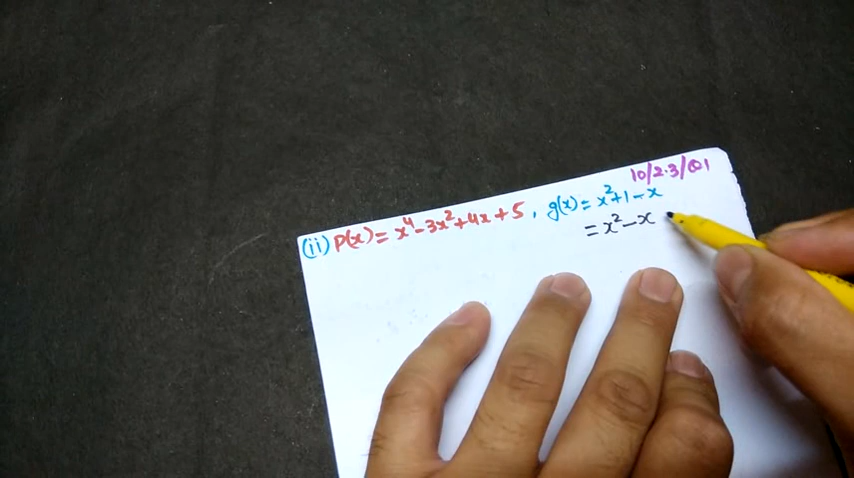 10/2.3/Q1
(ii) p(x) = x⁴-3x²+4x+5, g(x) = x²+1-x
= x²-x